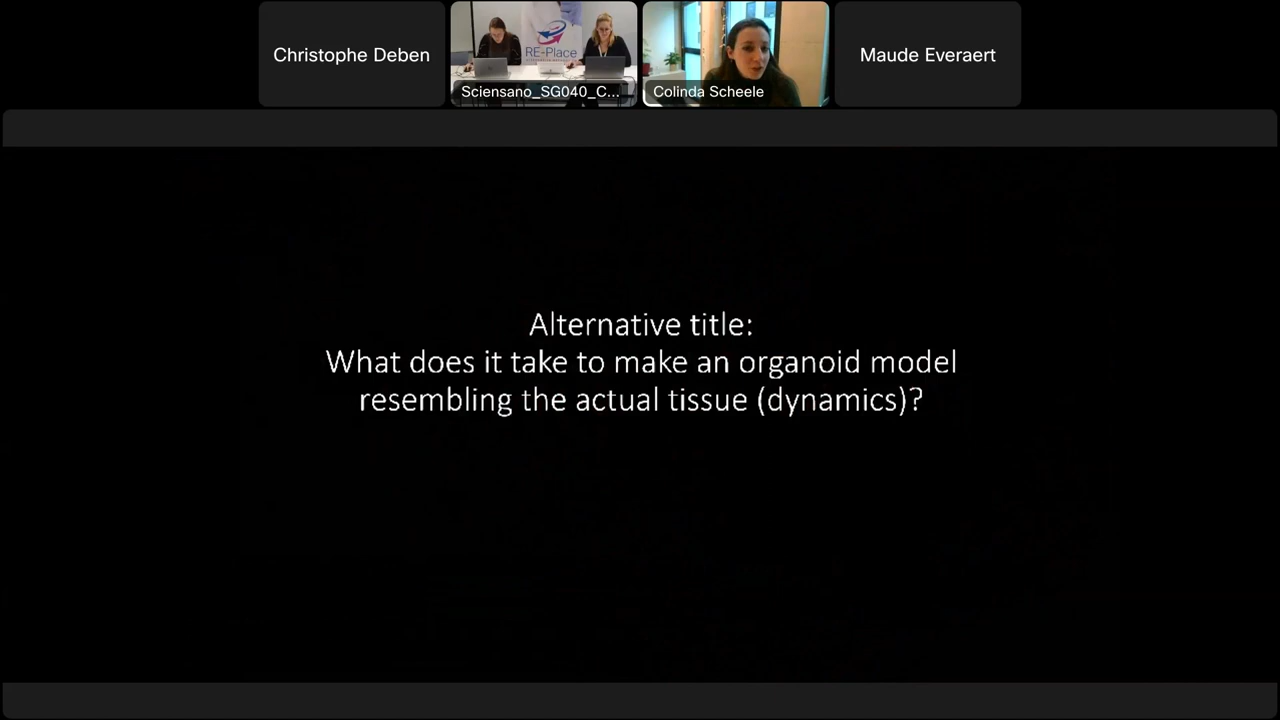 Christophe Deben
RE-Place
Sciensano_SG040_C...
Colinda Scheele
Maude Everaert
Alternative title:
What does it take to make an organoid model
resembling the actual tissue (dynamics)?